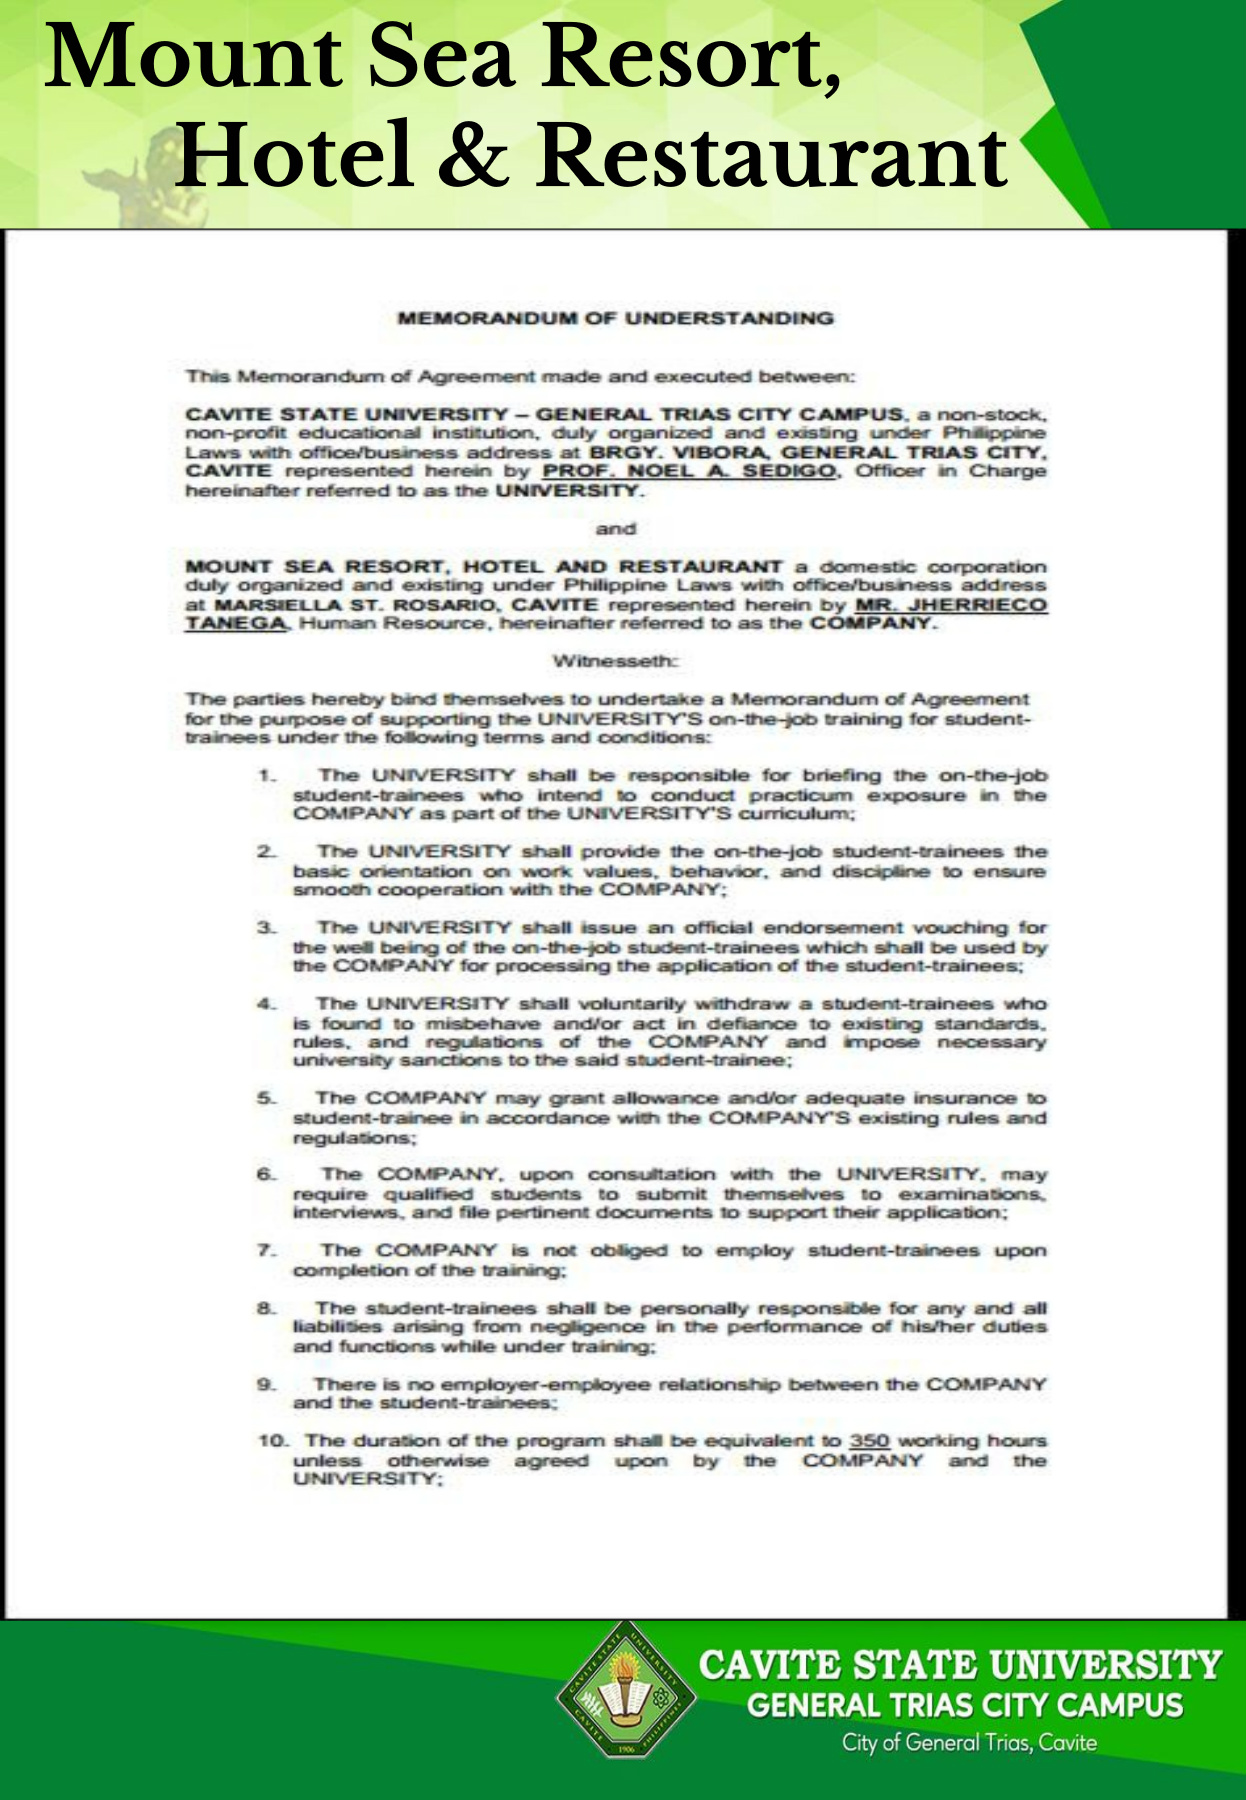 Mount Sea Resort,
Hotel & Restaurant
MEMORANDUM OF UNDERSTANDING
This Memorandum of Agreement made and executed between:
CAVITE STATE UNIVERSITY – GENERAL TRIAS CITY CAMPUS, a non-stock,
non-profit educational institution, duly organized and existing under Philippine
Laws with office/business address at BRGY. VIBORA, GENERAL TRIAS CITY,
CAVITE represented herein by PROF. NOEL A. SEDIGO, Officer in Charge
hereinafter referred to as the UNIVERSITY.
and
MOUNT SEA RESORT, HOTEL AND RESTAURANT a domestic corporation
duly organized and existing under Philippine Laws with office/business address
at MARSIELLA ST. ROSARIO, CAVITE represented herein by MR. JHERRIECO
TANEGA, Human Resource, hereinafter referred to as the COMPANY.
Witnesseth:
The parties hereby bind themselves to undertake a Memorandum of Agreement
for the purpose of supporting the UNIVERSITY'S on-the-job training for student-
trainees under the following terms and conditions:
1. The UNIVERSITY shall be responsible for briefing the on-the-job
student-trainees who intend to conduct practicum exposure in the
COMPANY as part of the UNIVERSITY'S curriculum;
2. The UNIVERSITY shall provide the on-the-job student-trainees the
basic orientation on work values, behavior, and discipline to ensure
smooth cooperation with the COMPANY;
3. The UNIVERSITY shall issue an official endorsement vouching for
the well being of the on-the-job student-trainees which shall be used by
the COMPANY for processing the application of the student-trainees;
4. The UNIVERSITY shall voluntarily withdraw a student-trainees who
is found to misbehave and/or act in defiance to existing standards,
rules, and regulations of the COMPANY and impose necessary
university sanctions to the said student-trainee;
5. The COMPANY may grant allowance and/or adequate insurance to
student-trainee in accordance with the COMPANY'S existing rules and
regulations;
6. The COMPANY, upon consultation with the UNIVERSITY, may
require qualified students to submit themselves to examinations,
interviews, and file pertinent documents to support their application;
7. The COMPANY is not obliged to employ student-trainees upon
completion of the training;
8. The student-trainees shall be personally responsible for any and all
liabilities arising from negligence in the performance of his/her duties
and functions while under training;
9. There is no employer-employee relationship between the COMPANY
and the student-trainees;
10. The duration of the program shall be equivalent to 350 working hours
unless otherwise agreed upon by the COMPANY and the
UNIVERSITY;
CAVITE STATE UNIVERSITY
CAVITE
PHILIPPINES
1906
CAVITE STATE UNIVERSITY
GENERAL TRIAS CITY CAMPUS
City of General Trias, Cavite